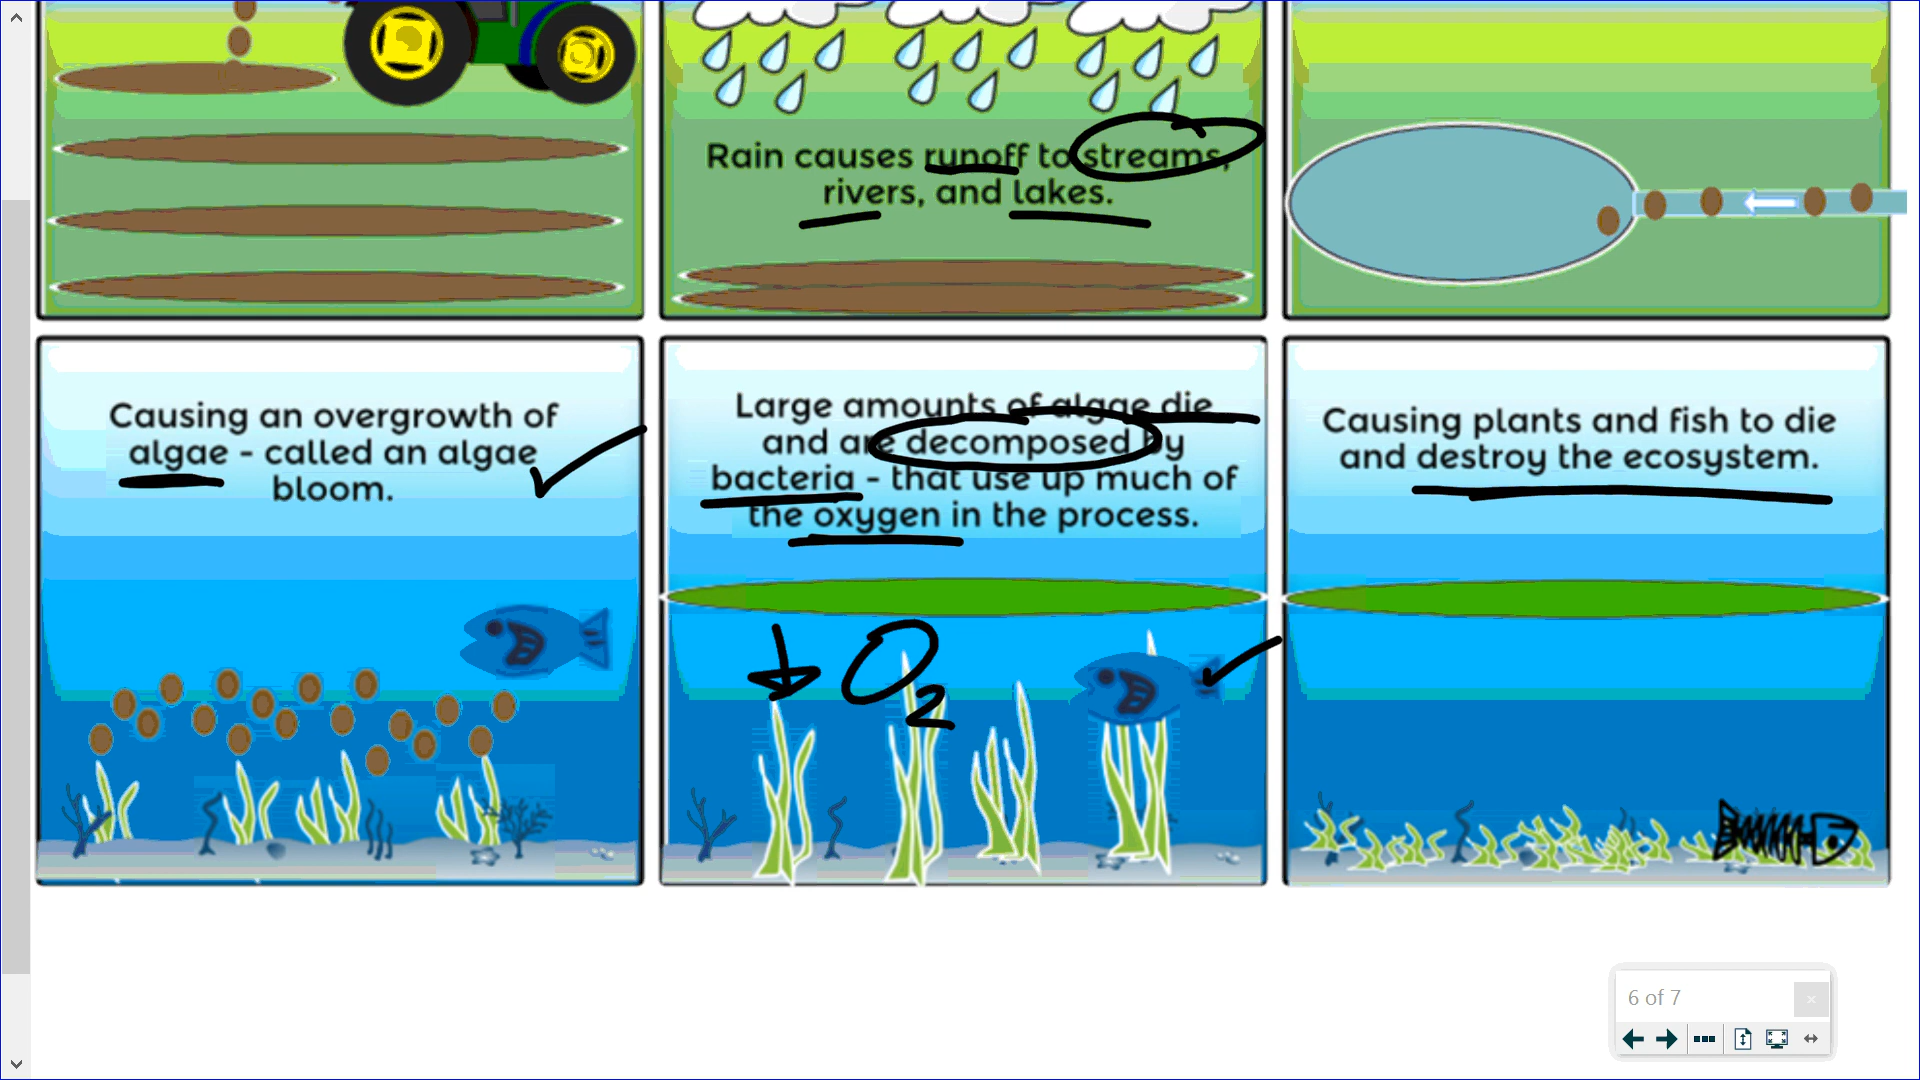 Rain causes runoff to streams,
rivers, and lakes.
Causing an overgrowth of
algae - called an algae
bloom.
Large amounts of algae die
and are decomposed by
bacteria - that use up much of
the oxygen in the process.
Causing plants and fish to die
and destroy the ecosystem.
↓ O2
6 of 7